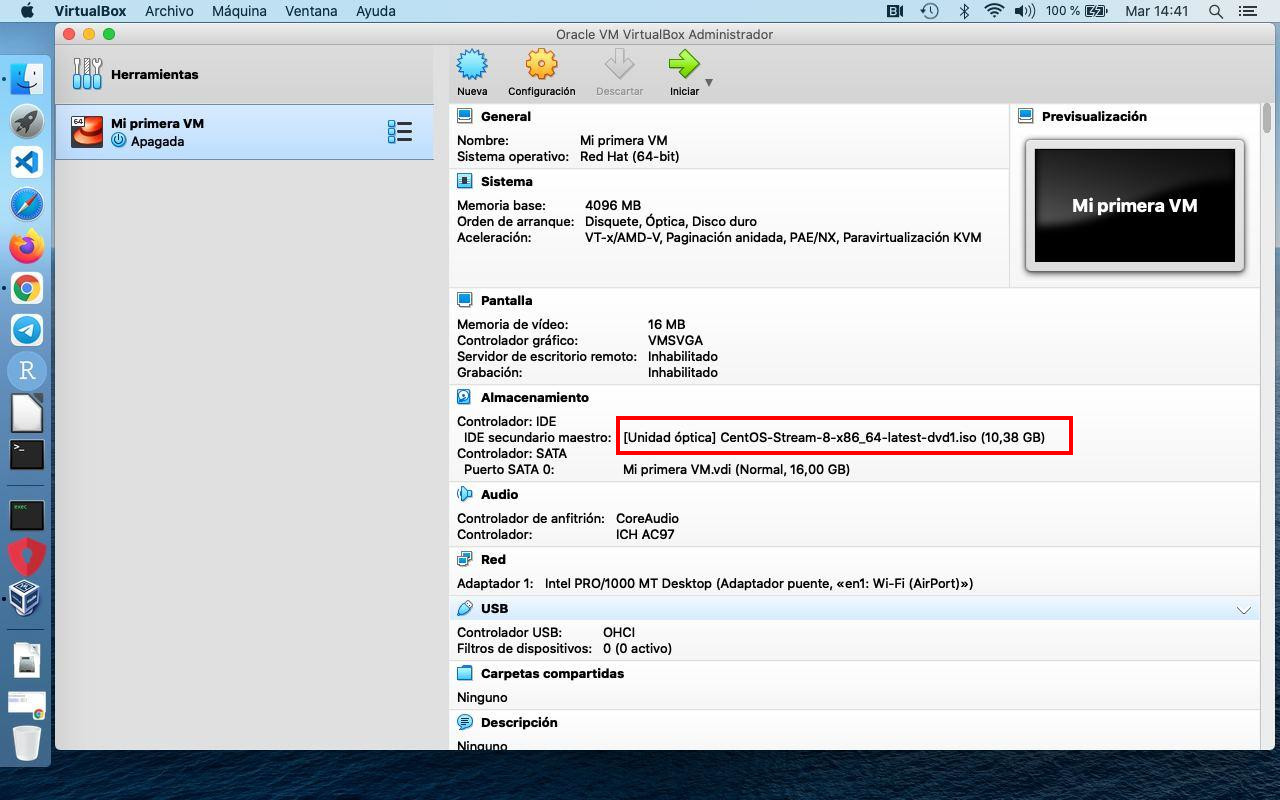 VirtualBox Archivo Máquina Ventana Ayuda 100 % Mar 14:41
Oracle VM VirtualBox Administrador
Herramientas
Nueva Configuración Descartar Iniciar
64
Mi primera VM
Apagada
General
Nombre: Mi primera VM
Sistema operativo: Red Hat (64-bit)
Previsualización
Mi primera VM
Sistema
Memoria base: 4096 MB
Orden de arranque: Disquete, Óptica, Disco duro
Aceleración: VT-x/AMD-V, Paginación anidada, PAE/NX, Paravirtualización KVM
Pantalla
Memoria de vídeo: 16 MB
Controlador gráfico: VMSVGA
Servidor de escritorio remoto: Inhabilitado
Grabación: Inhabilitado
Almacenamiento
Controlador: IDE
IDE secundario maestro: [Unidad óptica] CentOS-Stream-8-x86_64-latest-dvd1.iso (10,38 GB)
Controlador: SATA
Puerto SATA 0: Mi primera VM.vdi (Normal, 16,00 GB)
Audio
Controlador de anfitrión: CoreAudio
Controlador: ICH AC97
Red
Adaptador 1: Intel PRO/1000 MT Desktop (Adaptador puente, «en1: Wi-Fi (AirPort)»)
USB
Controlador USB: OHCI
Filtros de dispositivos: 0 (0 activo)
Carpetas compartidas
Ninguno
Descripción
Ninguno
R
exec